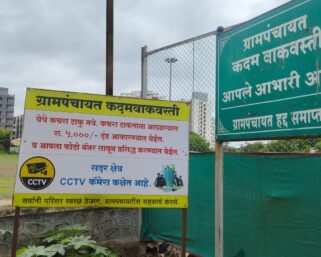 ग्रामपंचायत कदमवाकवस्ती
येथे कचरा टाकु नये. कचरा टाकताना आढळल्यास
रु. ५,०००/- दंड आकारण्यात येईल.
व आपला फोटो बॅनर लावुन प्रसिद्ध करण्यात येईल.
सदर क्षेत्र
CCTV कॅमेरा कक्षेत आहे.
CCTV
सर्वांनी परिसर स्वच्छ ठेवून, ग्रामपंचायतीस सहकार्य करावे.
ग्रामपंचायत
कदम वाकवस्ती
आपले आभारी
ग्रामपंचायत हद्द समाप्त